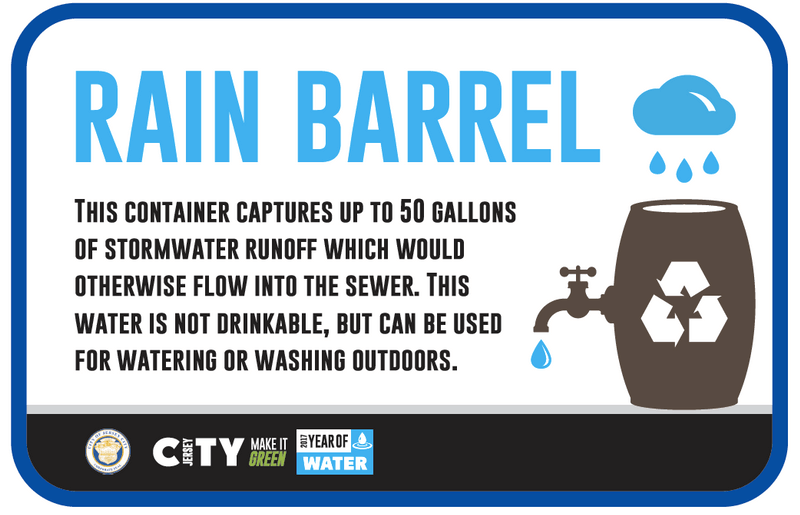 RAIN BARREL
THIS CONTAINER CAPTURES UP TO 50 GALLONS
OF STORMWATER RUNOFF WHICH WOULD
OTHERWISE FLOW INTO THE SEWER. THIS
WATER IS NOT DRINKABLE, BUT CAN BE USED
FOR WATERING OR WASHING OUTDOORS.
JERSEY CITY
MAKE IT
GREEN
2017 YEAR OF
WATER